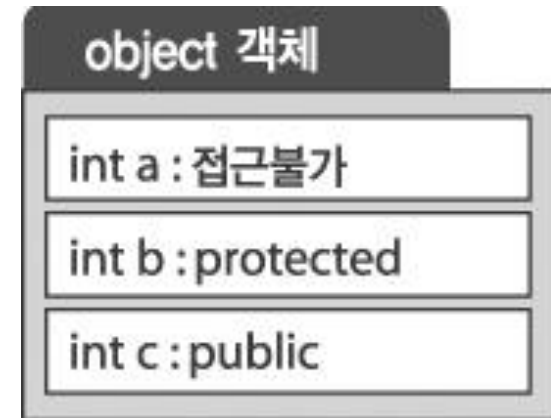 object 객체
int a : 접근불가
int b : protected
int c : public